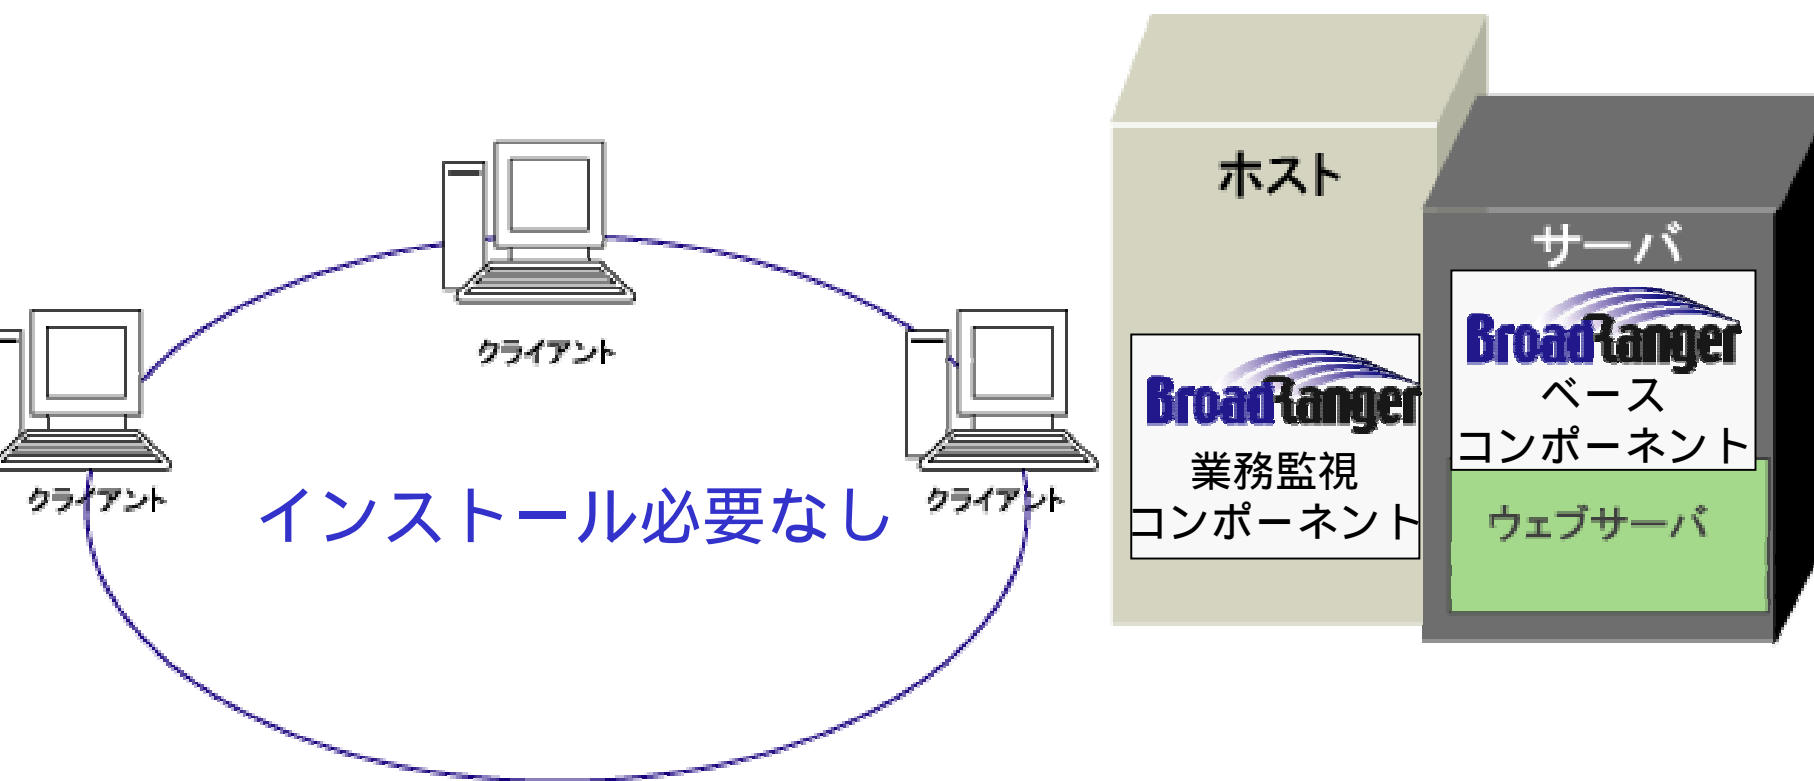 クライアント
クライアント
クライアント
インストール必要なし
ホスト
BroadRanger
業務監視
コンポーネント
サーバ
BroadRanger
ベース
コンポーネント
ウェブサーバ